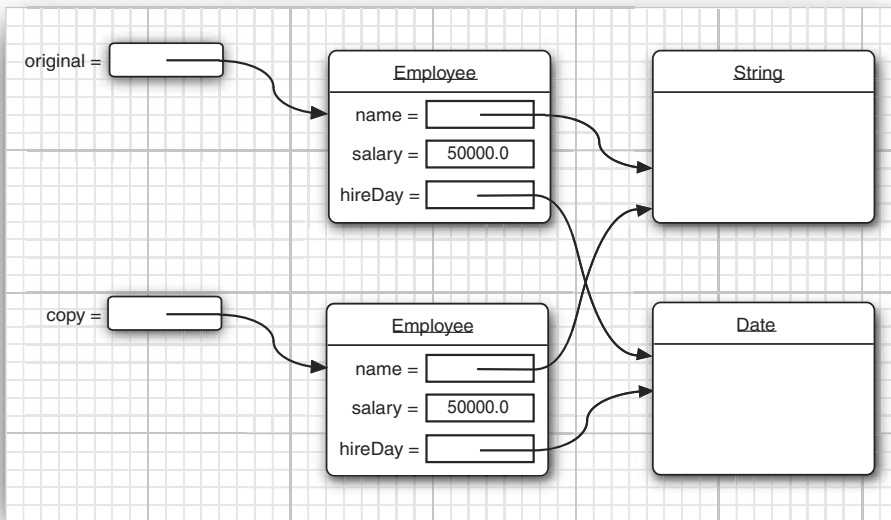 original =
Employee
name =
salary = 50000.0
hireDay =
String
copy =
Employee
name =
salary = 50000.0
hireDay =
Date